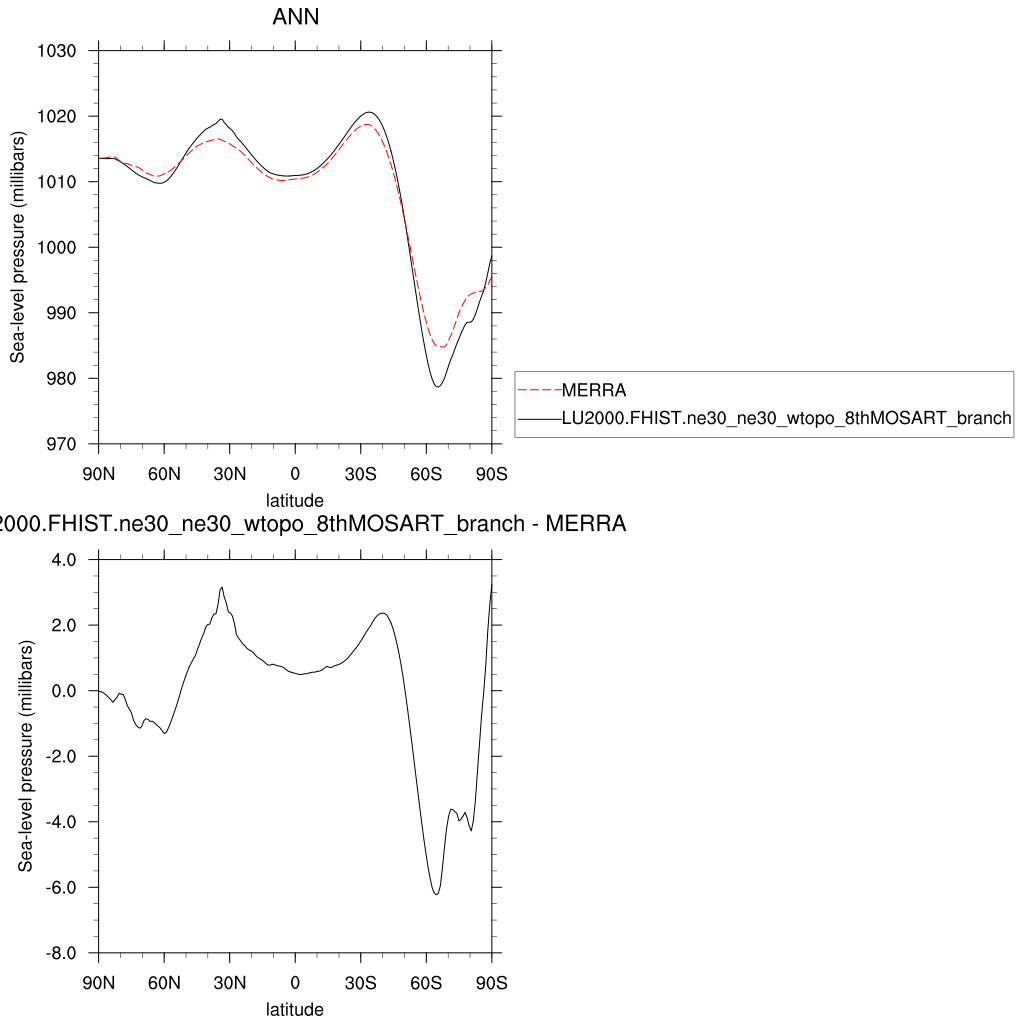 ANN
Sea-level pressure (millibars)
1030
1020
1010
1000
990
980
970
90N 60N 30N 0 30S 60S 90S
latitude
MERRA
LU2000.FHIST.ne30_ne30_wtopo_8thMOSART_branch
2000.FHIST.ne30_ne30_wtopo_8thMOSART_branch - MERRA
Sea-level pressure (millibars)
4.0
2.0
0.0
-2.0
-4.0
-6.0
-8.0
90N 60N 30N 0 30S 60S 90S
latitude